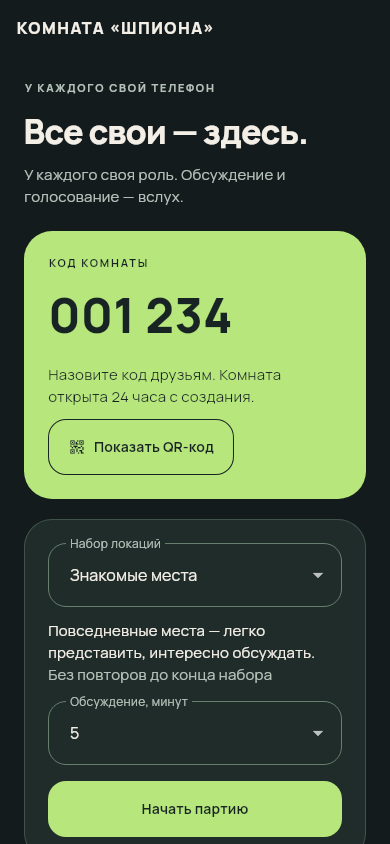 КОМНАТА «ШПИОНА»
У КАЖДОГО СВОЙ ТЕЛЕФОН
Все свои — здесь.
У каждого своя роль. Обсуждение и
голосование — вслух.
КОД КОМНАТЫ
001 234
Назовите код друзьям. Комната
открыта 24 часа с создания.
Показать QR-код
Набор локаций
Знакомые места
Повседневные места — легко
представить, интересно обсуждать.
Без повторов до конца набора
Обсуждение, минут
5
Начать партию